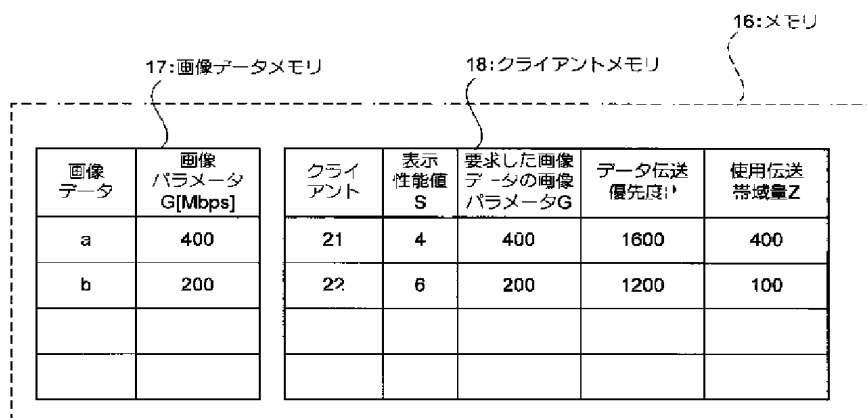 16:メモリ
17:画像データメモリ
18:クライアントメモリ
画像
データ
画像
パラメータ
G[Mbps]
a
400
b
200
クライ
アント
表示
性能値
S
要求した画像
データの画像
パラメータG
データ伝送
優先度P
使用伝送
帯域量Z
21
4
400
1600
400
22
6
200
1200
100